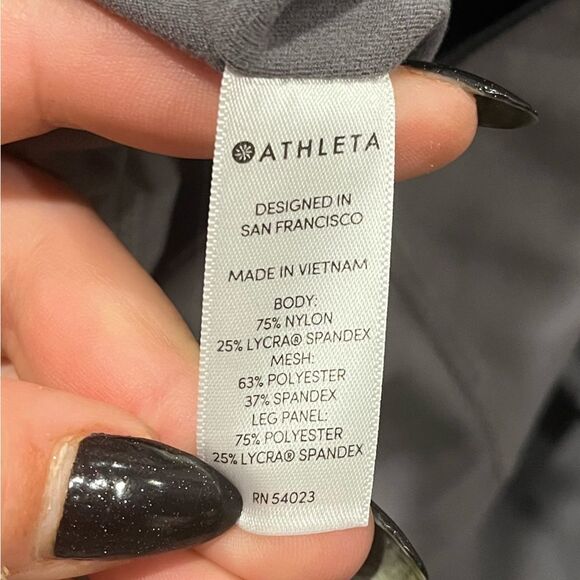 ATHLETA
DESIGNED IN
SAN FRANCISCO
MADE IN VIETNAM
BODY:
75% NYLON
25% LYCRA® SPANDEX
MESH:
63% POLYESTER
37% SPANDEX
LEG PANEL:
75% POLYESTER
25% LYCRA® SPANDEX
RN 54023